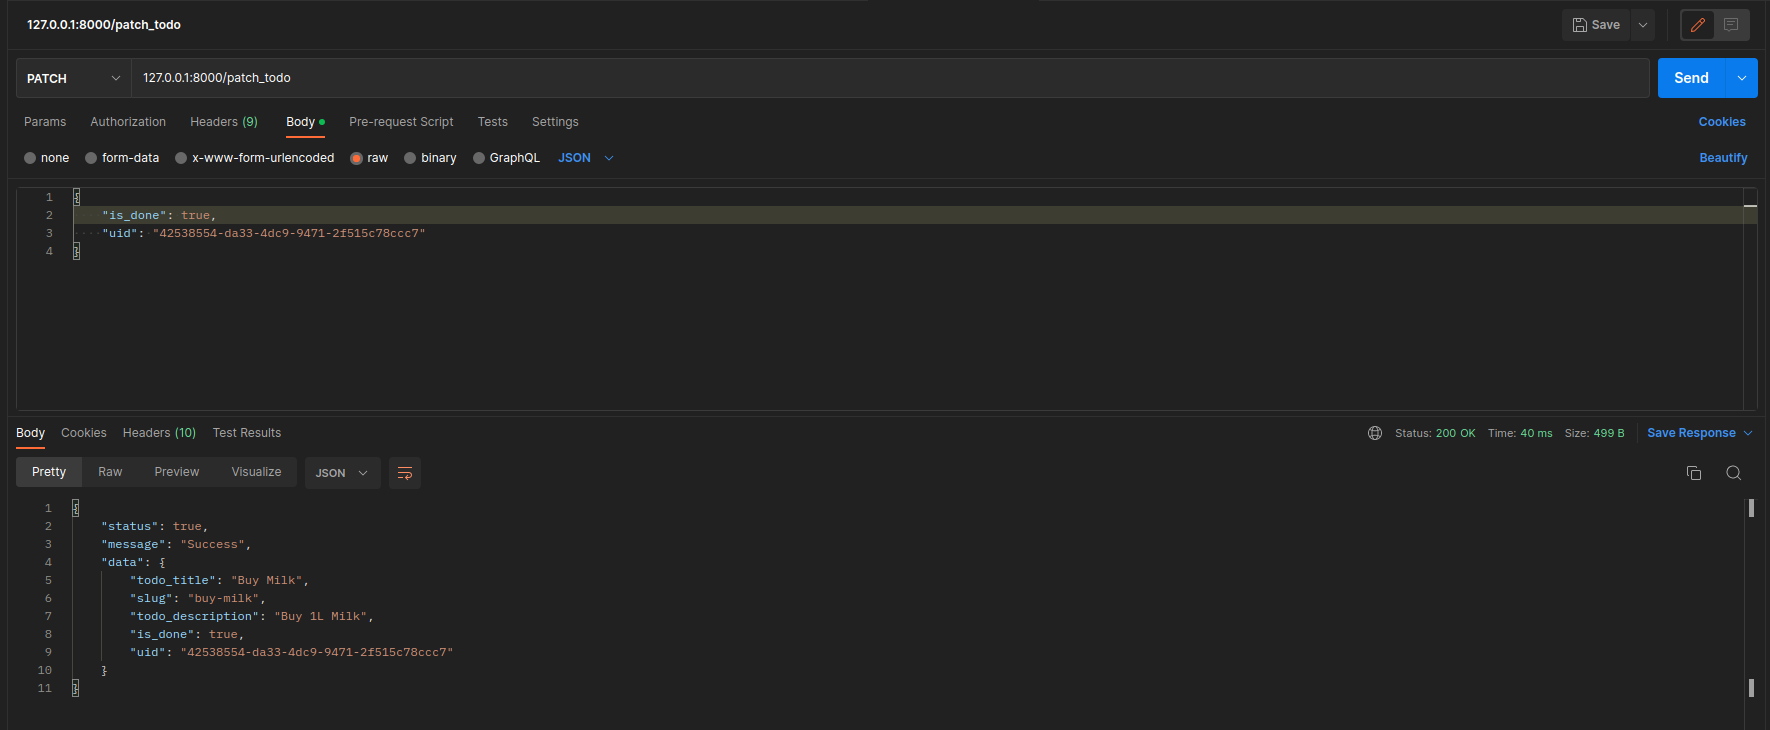 127.0.0.1:8000/patch_todo
Save
PATCH 127.0.0.1:8000/patch_todo Send
Params Authorization Headers (9) Body Pre-request Script Tests Settings Cookies
none form-data x-www-form-urlencoded raw binary GraphQL JSON Beautify
1 {
2 "is_done": true,
3 "uid": "42538554-da33-4dc9-9471-2f515c78ccc7"
4 }
Body Cookies Headers (10) Test Results Status: 200 OK Time: 40 ms Size: 499 B Save Response
Pretty Raw Preview Visualize JSON
1 {
2 "status": true,
3 "message": "Success",
4 "data": {
5 "todo_title": "Buy Milk",
6 "slug": "buy-milk",
7 "todo_description": "Buy 1L Milk",
8 "is_done": true,
9 "uid": "42538554-da33-4dc9-9471-2f515c78ccc7"
10 }
11 }